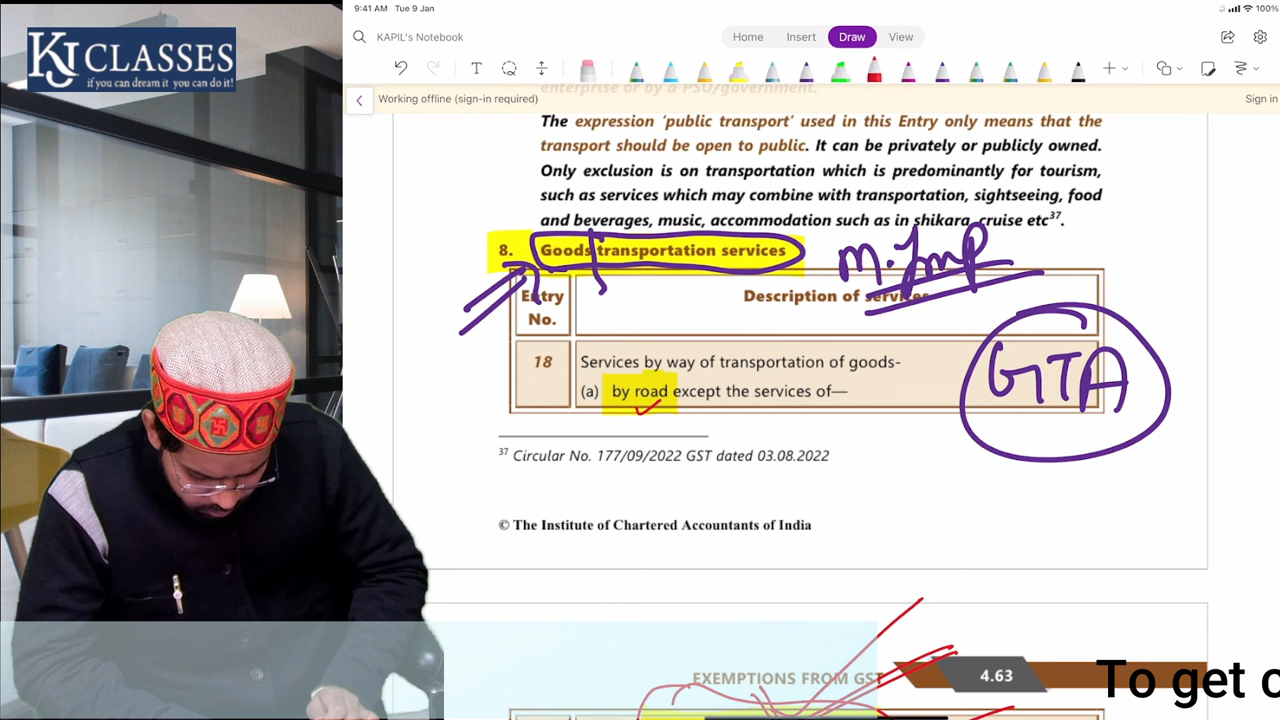 KJ CLASSES
if you can dream it you can do it!
9:41 AM Tue 9 Jan
100%
KAPIL's Notebook
Home Insert Draw View
Working offline (sign-in required)
Sign in
enterprise or by a PSU/government.
The expression 'public transport' used in this Entry only means that the
transport should be open to public. It can be privately or publicly owned.
Only exclusion is on transportation which is predominantly for tourism,
such as services which may combine with transportation, sightseeing, food
and beverages, music, accommodation such as in shikara, cruise etc37.
8. Goods transportation services
M. Imp
Entry No.
Description of services
18
Services by way of transportation of goods-
(a) by road except the services of—
GTA
37 Circular No. 177/09/2022 GST dated 03.08.2022
© The Institute of Chartered Accountants of India
EXEMPTIONS FROM GST
4.63
To get c